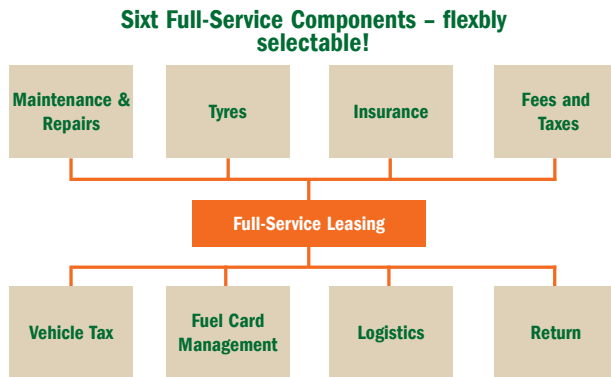 Sixt Full-Service Components – flexbly
selectable!
Maintenance &
Repairs
Tyres
Insurance
Fees and
Taxes
Full-Service Leasing
Vehicle Tax
Fuel Card
Management
Logistics
Return